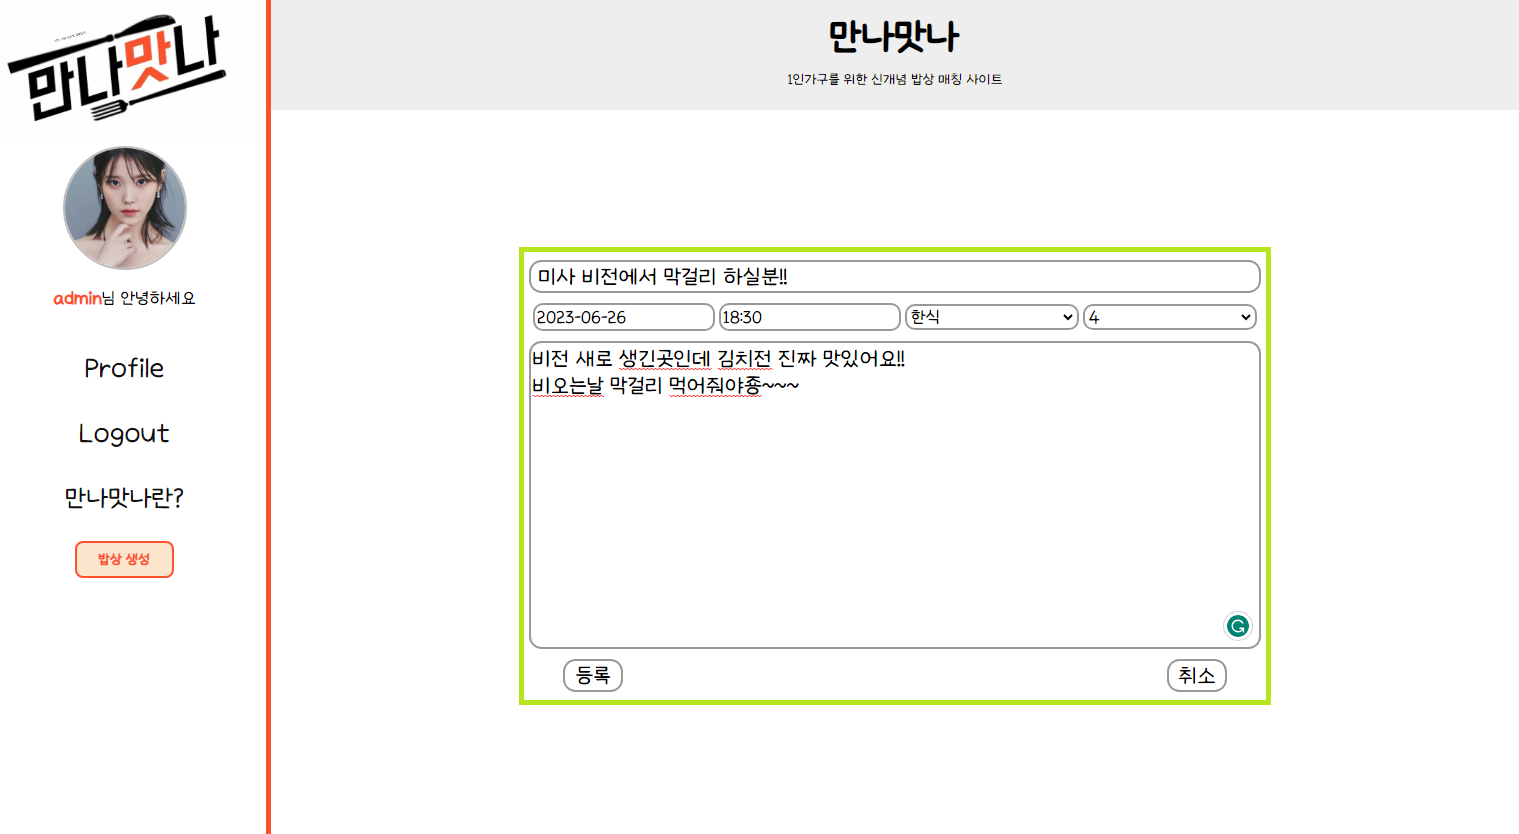 만나맛나
만나맛나
1인가구를 위한 신개념 밥상 매칭 사이트
admin님 안녕하세요
Profile
Logout
만나맛나란?
밥상 생성
미사 비전에서 막걸리 하실분!!
2023-06-26 18:30 한식 4
비전 새로 생긴곳인데 김치전 진짜 맛있어요!!
비오는날 막걸리 먹어줘야죵~~~
등록 취소